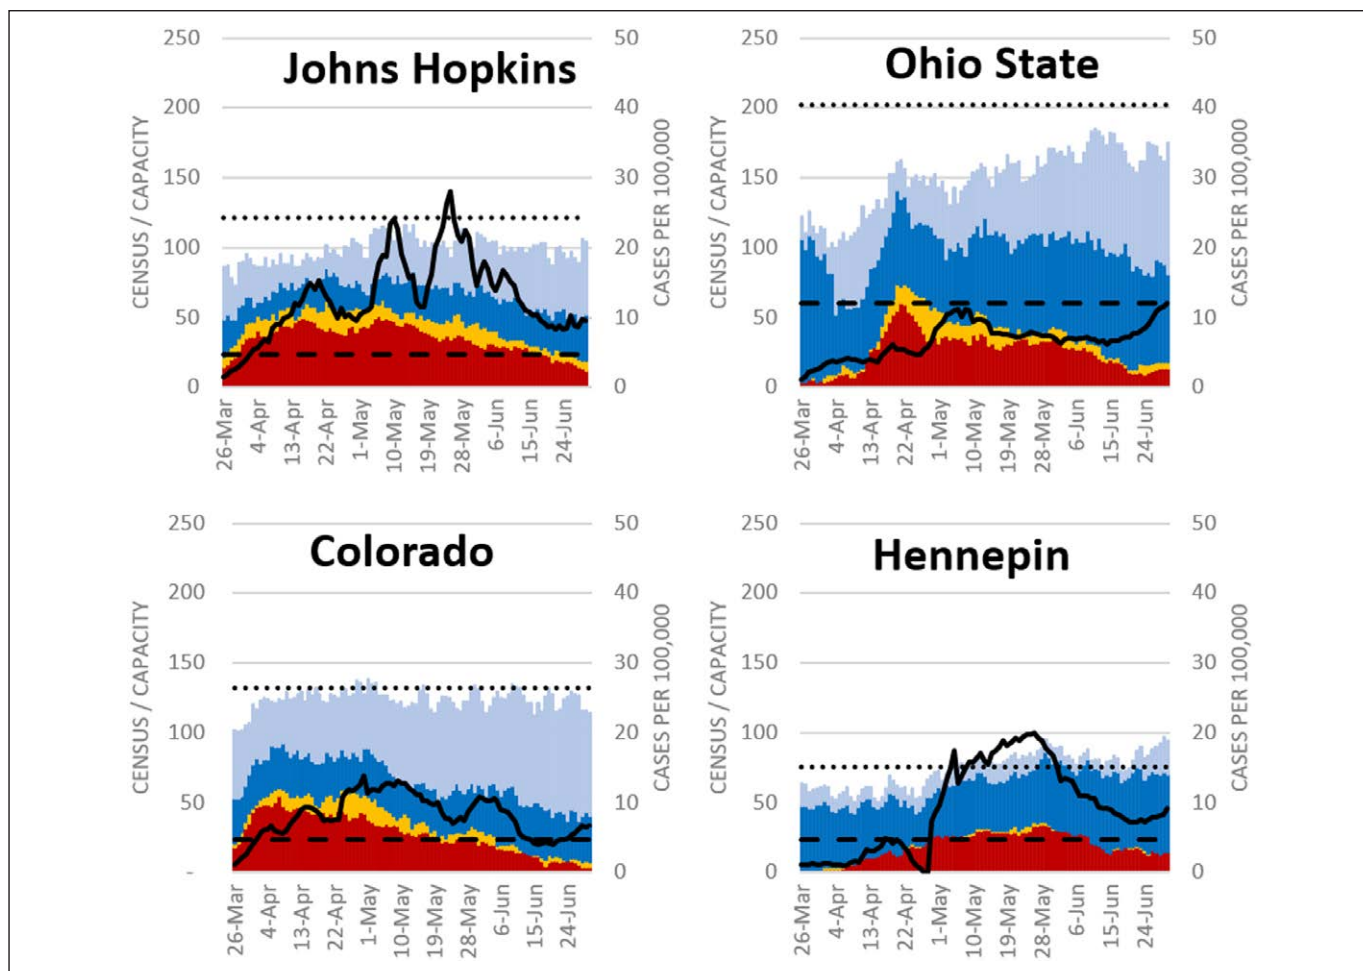 Johns Hopkins
CENSUS / CAPACITY
250
200
150
100
50
0
50
40
30
20
10
0
CASES PER 100,000
26-Mar
4-Apr
13-Apr
22-Apr
1-May
10-May
19-May
28-May
6-Jun
15-Jun
24-Jun
Ohio State
CENSUS / CAPACITY
250
200
150
100
50
0
50
40
30
20
10
0
CASES PER 100,000
26-Mar
4-Apr
13-Apr
22-Apr
1-May
10-May
19-May
28-May
6-Jun
15-Jun
24-Jun
Colorado
CENSUS / CAPACITY
250
200
150
100
50
-
50
40
30
20
10
0
CASES PER 100,000
26-Mar
4-Apr
13-Apr
22-Apr
1-May
10-May
19-May
28-May
6-Jun
15-Jun
24-Jun
Hennepin
CENSUS / CAPACITY
250
200
150
100
50
0
50
40
30
20
10
0
CASES PER 100,000
26-Mar
4-Apr
13-Apr
22-Apr
1-May
10-May
19-May
28-May
6-Jun
15-Jun
24-Jun